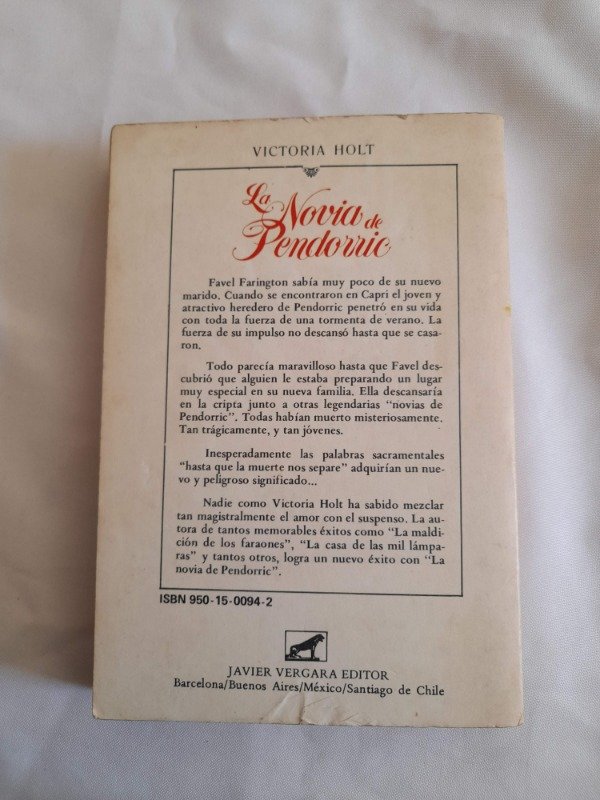 VICTORIA HOLT
La Novia de
Pendorric
Favel Farington sabía muy poco de su nuevo
marido. Cuando se encontraron en Capri el joven y
atractivo heredero de Pendorric penetró en su vida
con toda la fuerza de una tormenta de verano. La
fuerza de su impulso no descansó hasta que se casa-
ron.
Todo parecía maravilloso hasta que Favel des-
cubrió que alguien le estaba preparando un lugar
muy especial en su nueva familia. Ella descansaría
en la cripta junto a otras legendarias "novias de
Pendorric". Todas habían muerto misteriosamente.
Tan trágicamente, y tan jóvenes.
Inesperadamente las palabras sacramentales
"hasta que la muerte nos separe" adquirían un nue-
vo y peligroso significado...
Nadie como Victoria Holt ha sabido mezclar
tan magistralmente el amor con el suspenso. La au-
tora de tantos memorables éxitos como "La maldi-
ción de los faraones", "La casa de las mil lámpa-
ras" y tantos otros, logra un nuevo éxito con "La
novia de Pendorric".
ISBN 950-15-0094-2
JAVIER VERGARA EDITOR
Barcelona/Buenos Aires/México/Santiago de Chile